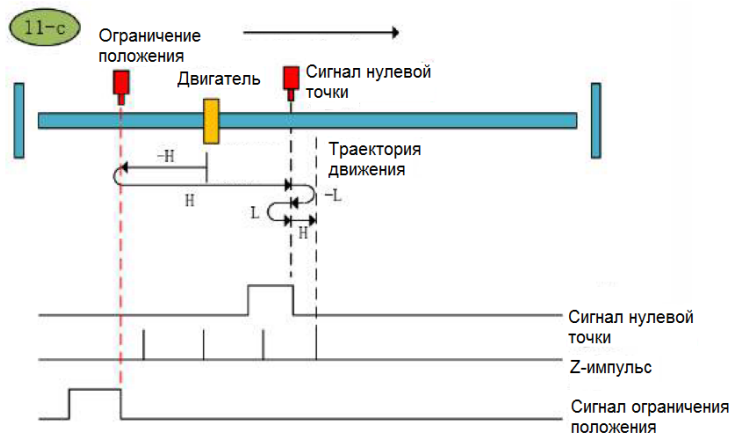 11-c
Ограничение
положения
Двигатель
Сигнал нулевой
точки
Траектория
движения
-H
H
-L
L
H
Сигнал нулевой
точки
Z-импульс
Сигнал ограничения
положения